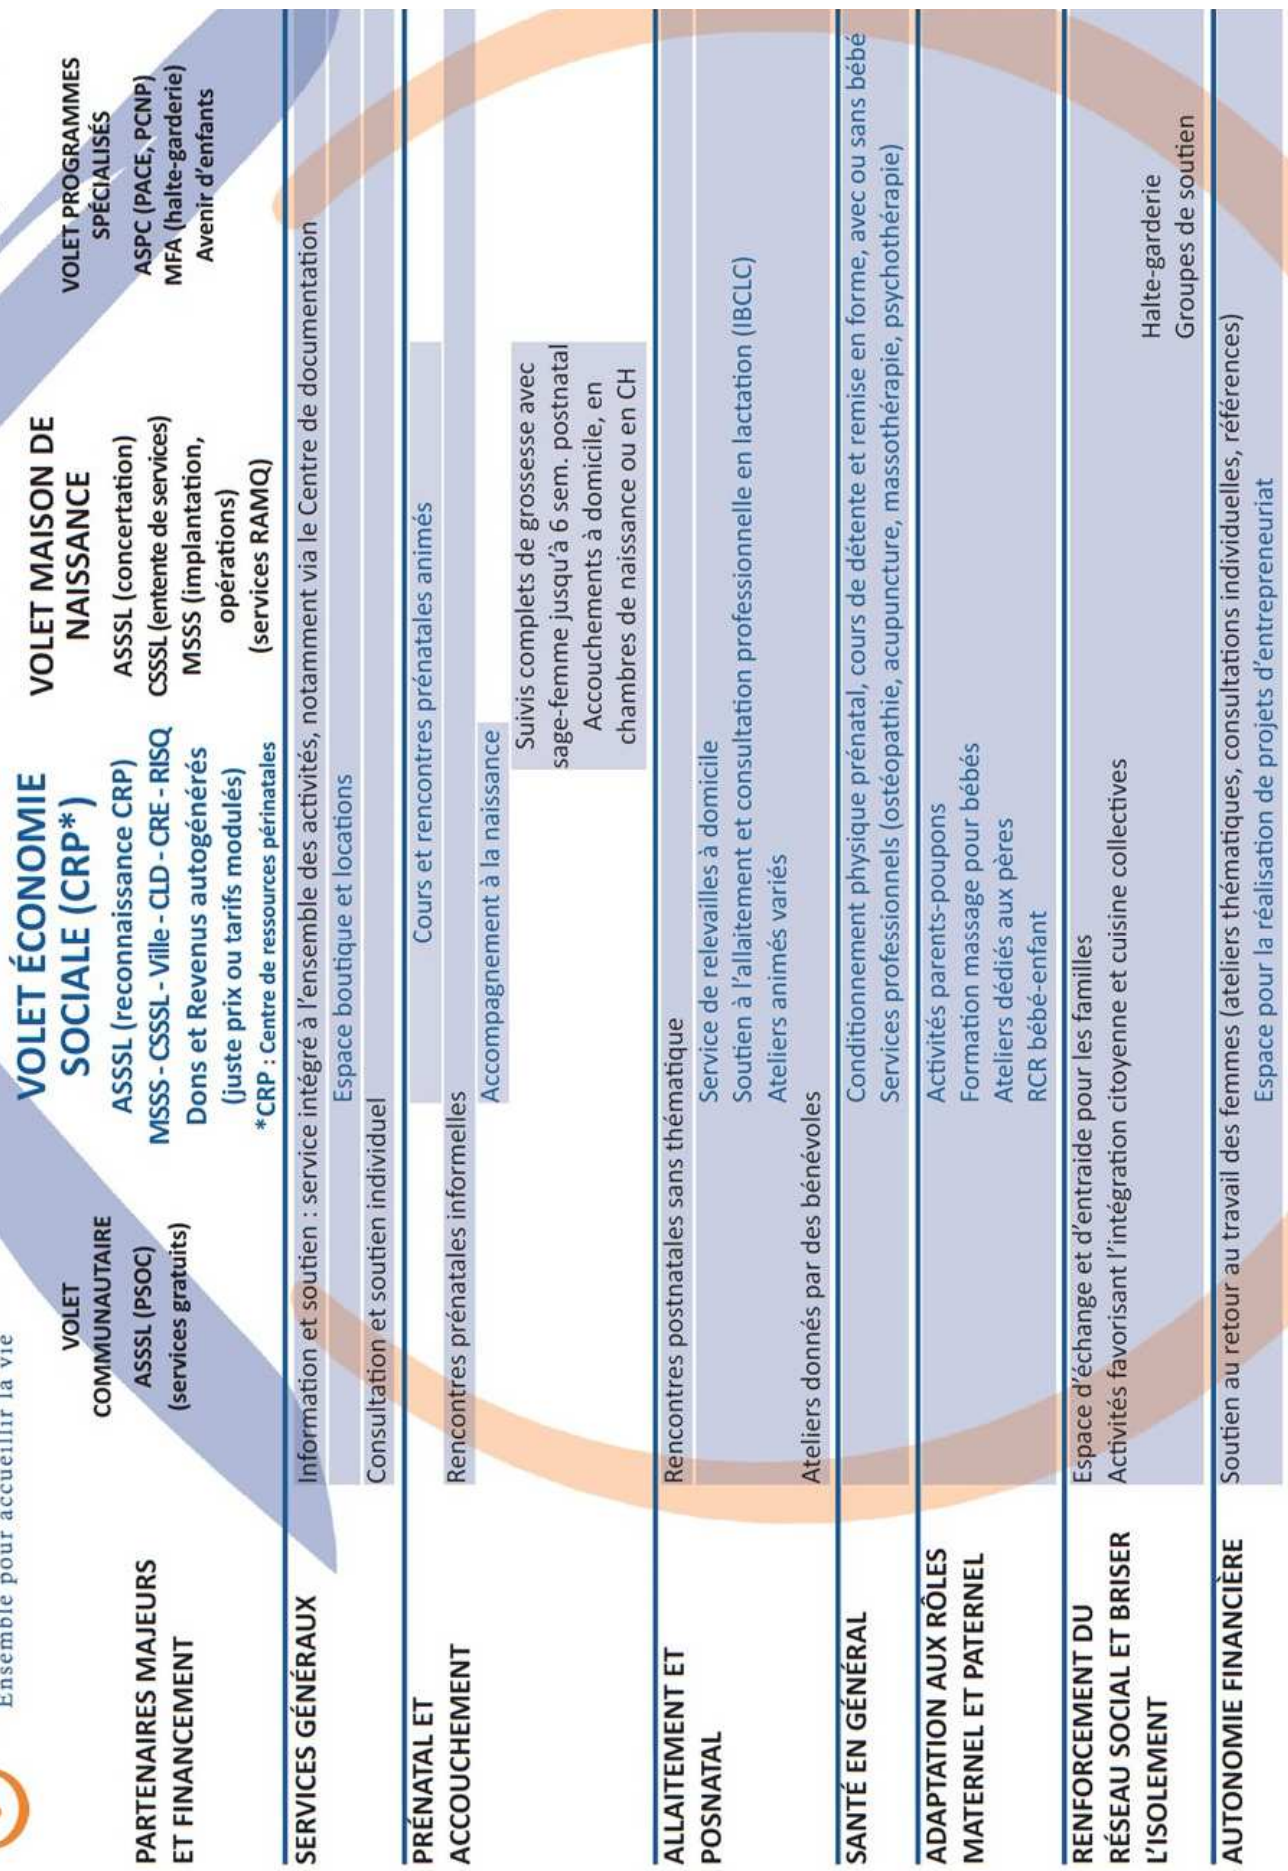 Ensemble pour accueillir la vie
PARTENAIRES MAJEURS
ET FINANCEMENT
VOLET
COMMUNAUTAIRE
ASSSL (PSOC)
(services gratuits)
VOLET ÉCONOMIE
SOCIALE (CRP*)
ASSSL (reconnaissance CRP)
MSSS - CSSSL - Ville - CLD - CRE - RISQ
Dons et Revenus autogénérés
(juste prix ou tarifs modulés)
*CRP : Centre de ressources périnatales
VOLET MAISON DE
NAISSANCE
ASSSL (concertation)
CSSSL (entente de services)
MSSS (implantation,
opérations)
(services RAMQ)
VOLET PROGRAMMES
SPÉCIALISÉS
ASPC (PACE, PCNP)
MFA (halte-garderie)
Avenir d'enfants
SERVICES GÉNÉRAUX
Information et soutien : service intégré à l'ensemble des activités, notamment via le Centre de documentation
Espace boutique et locations
Consultation et soutien individuel
PRÉNATAL ET
ACCOUCHEMENT
Cours et rencontres prénatales animés
Rencontres prénatales informelles
Accompagnement à la naissance
Suivis complets de grossesse avec
sage-femme jusqu'à 6 sem. postnatal
Accouchements à domicile, en
chambres de naissance ou en CH
ALLAITEMENT ET
POSNATAL
Rencontres postnatales sans thématique
Service de relevailles à domicile
Soutien à l'allaitement et consultation professionnelle en lactation (IBCLC)
Ateliers animés variés
Ateliers donnés par des bénévoles
SANTÉ EN GÉNÉRAL
Conditionnement physique prénatal, cours de détente et remise en forme, avec ou sans bébé
Services professionnels (ostéopathie, acupuncture, massothérapie, psychothérapie)
ADAPTATION AUX RÔLES
MATERNEL ET PATERNEL
Activités parents-poupons
Formation massage pour bébés
Ateliers dédiés aux pères
RCR bébé-enfant
RENFORCEMENT DU
RÉSEAU SOCIAL ET BRISER
L'ISOLEMENT
Espace d'échange et d'entraide pour les familles
Activités favorisant l'intégration citoyenne et cuisine collectives
Halte-garderie
Groupes de soutien
AUTONOMIE FINANCIÈRE
Soutien au retour au travail des femmes (ateliers thématiques, consultations individuelles, références)
Espace pour la réalisation de projets d'entrepreneuriat